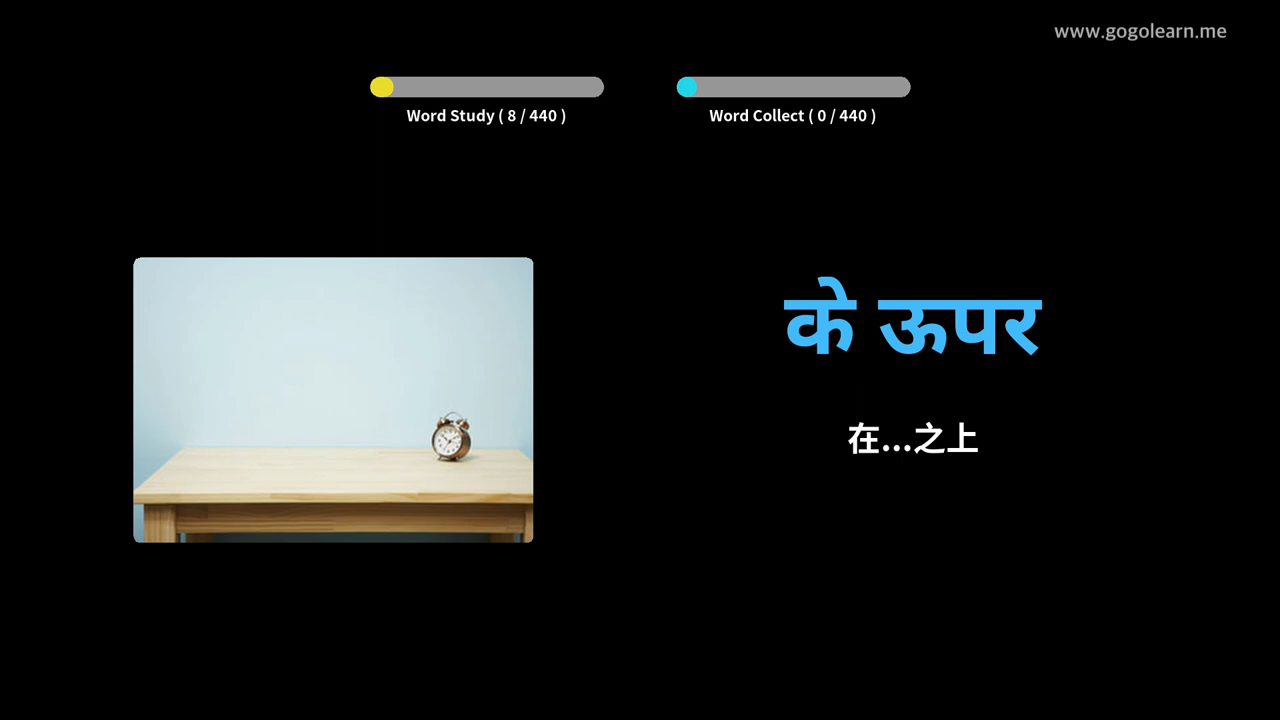 www.gogolearn.me
Word Study ( 8 / 440 )
Word Collect ( 0 / 440 )
के ऊपर
在...之上